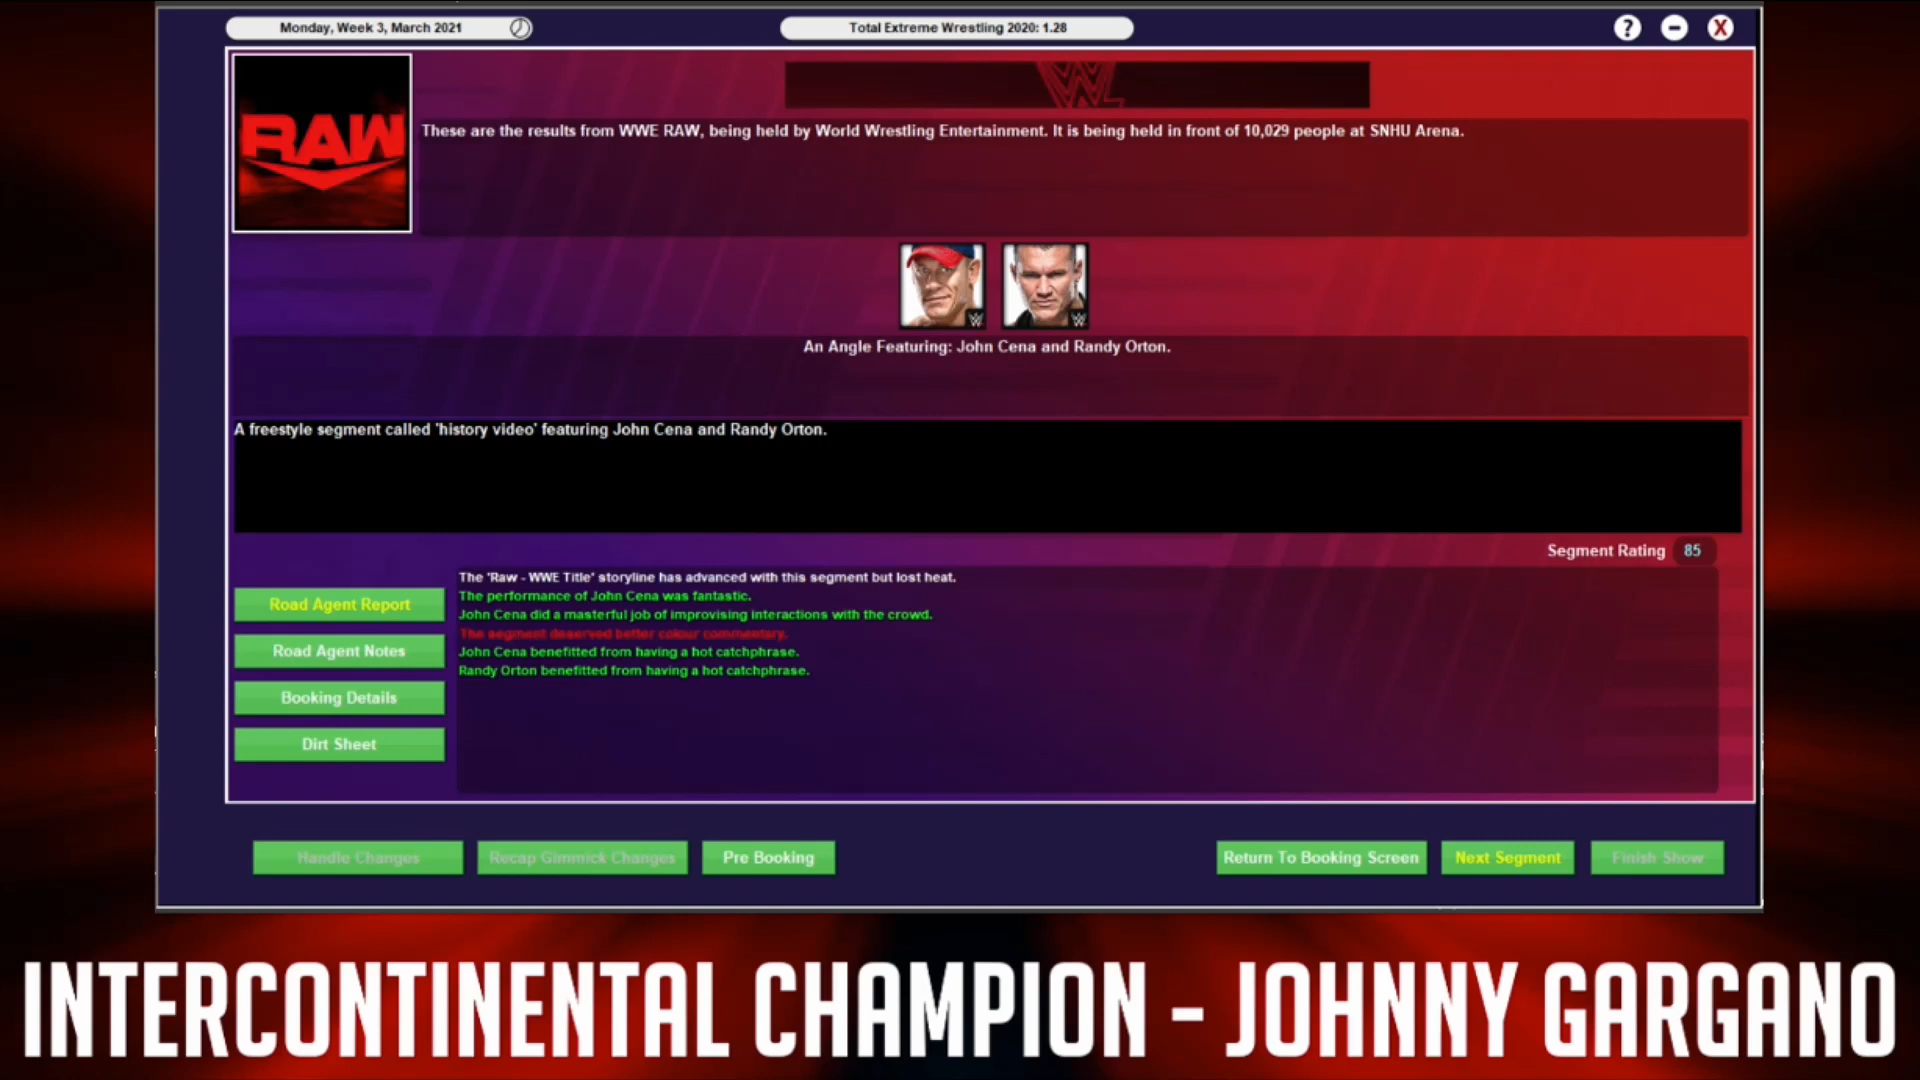 Monday, Week 3, March 2021
Total Extreme Wrestling 2020: 1.28
?
X
RAW
These are the results from WWE RAW, being held by World Wrestling Entertainment. It is being held in front of 10,029 people at SNHU Arena.
An Angle Featuring: John Cena and Randy Orton.
A freestyle segment called 'history video' featuring John Cena and Randy Orton.
Segment Rating 85
Road Agent Report
Road Agent Notes
Booking Details
Dirt Sheet
The 'Raw - WWE Title' storyline has advanced with this segment but lost heat.
The performance of John Cena was fantastic.
John Cena did a masterful job of improvising interactions with the crowd.
The segment deserved better colour commentary.
John Cena benefitted from having a hot catchphrase.
Randy Orton benefitted from having a hot catchphrase.
Handle Changes
Recap Gimmick Changes
Pre Booking
Return To Booking Screen
Next Segment
Finish Show
INTERCONTINENTAL CHAMPION - JOHNNY GARGANO